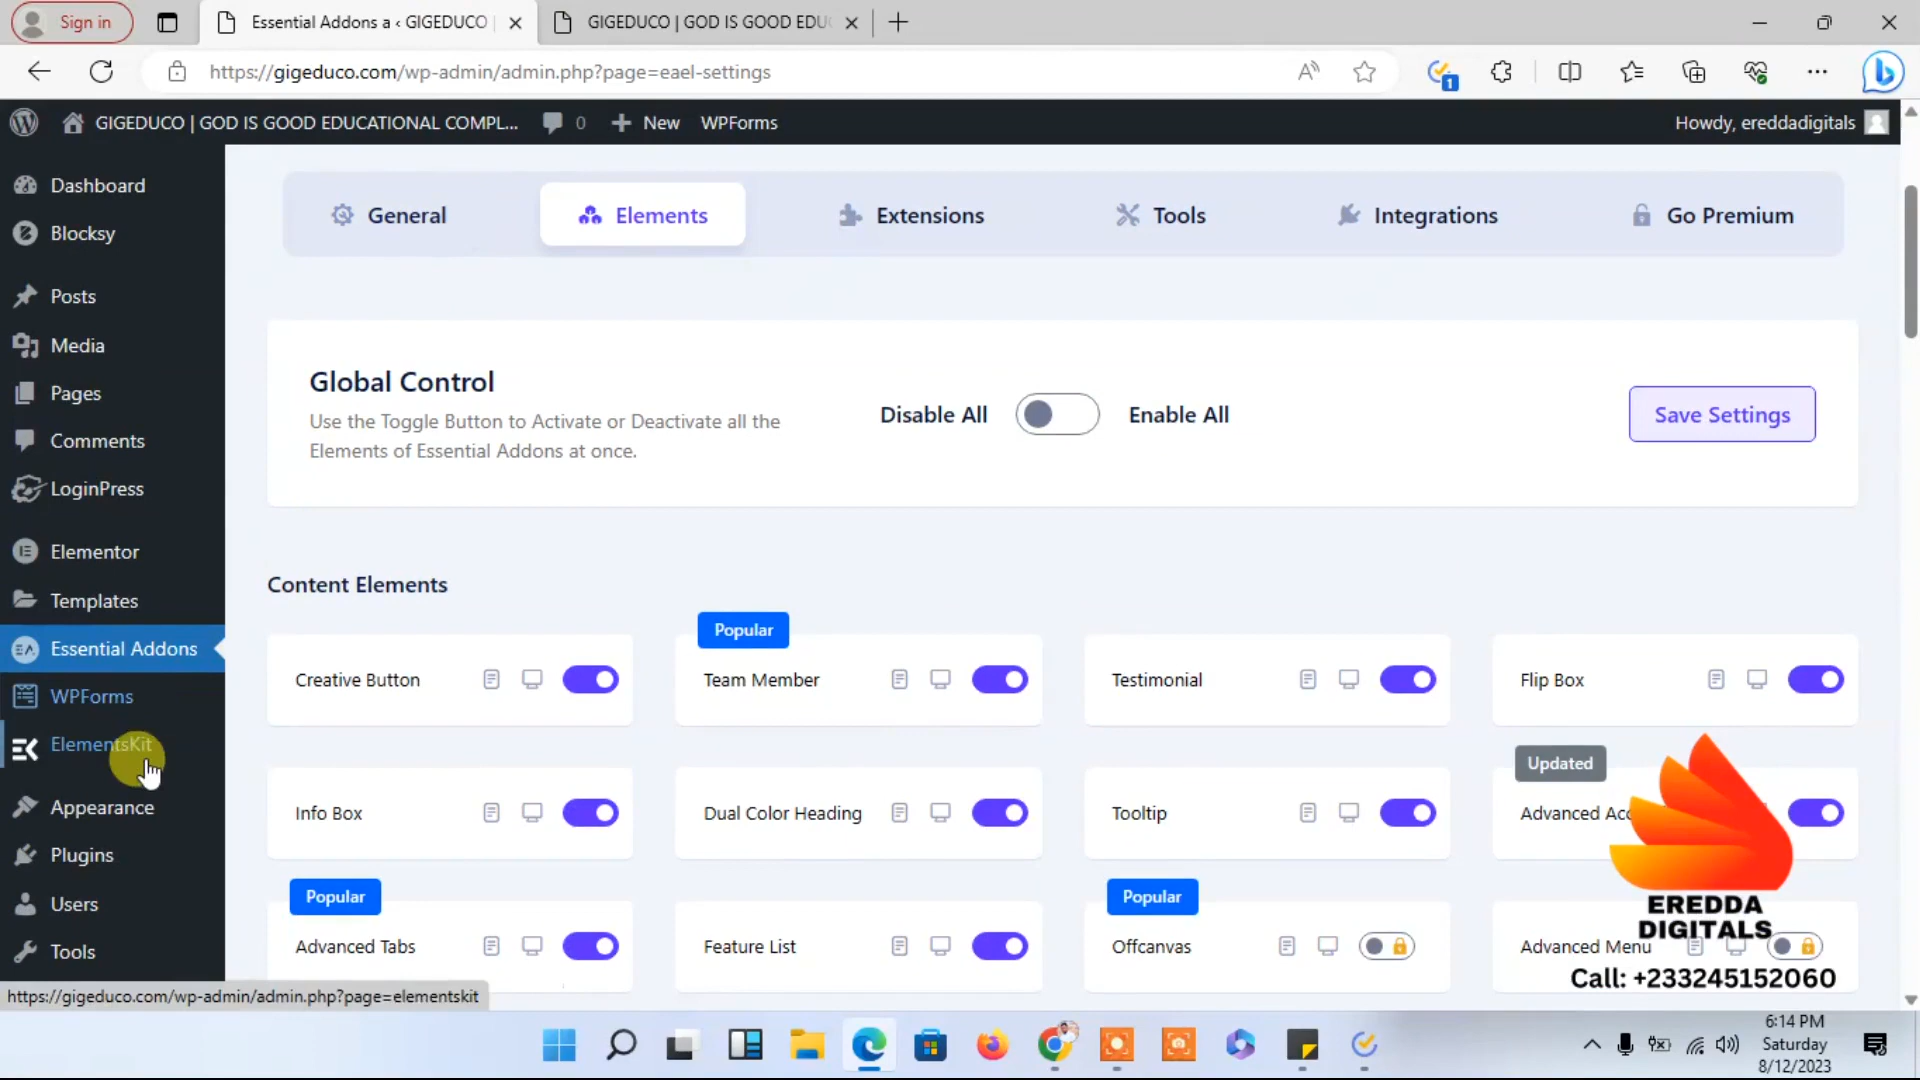 Sign in
Essential Addons a ‹ GIGEDUCO |
GIGEDUCO | GOD IS GOOD EDU
https://gigeduco.com/wp-admin/admin.php?page=eael-settings
1
GIGEDUCO | GOD IS GOOD EDUCATIONAL COMPL...
0
New
WPForms
Howdy, ereddadigitals
Dashboard
Blocksy
Posts
Media
Pages
Comments
LoginPress
Elementor
Templates
Essential Addons
WPForms
ElementsKit
Appearance
Plugins
Users
Tools
https://gigeduco.com/wp-admin/admin.php?page=elementskit
General
Elements
Extensions
Tools
Integrations
Go Premium
Global Control
Use the Toggle Button to Activate or Deactivate all the
Elements of Essential Addons at once.
Disable All
Enable All
Save Settings
Content Elements
Creative Button
Popular
Team Member
Testimonial
Flip Box
Info Box
Dual Color Heading
Tooltip
Updated
Advanced Acc
Popular
Advanced Tabs
Feature List
Popular
Offcanvas
Advanced Menu
EREDDA
DIGITALS
Call: +233245152060
6:14 PM
Saturday
8/12/2023